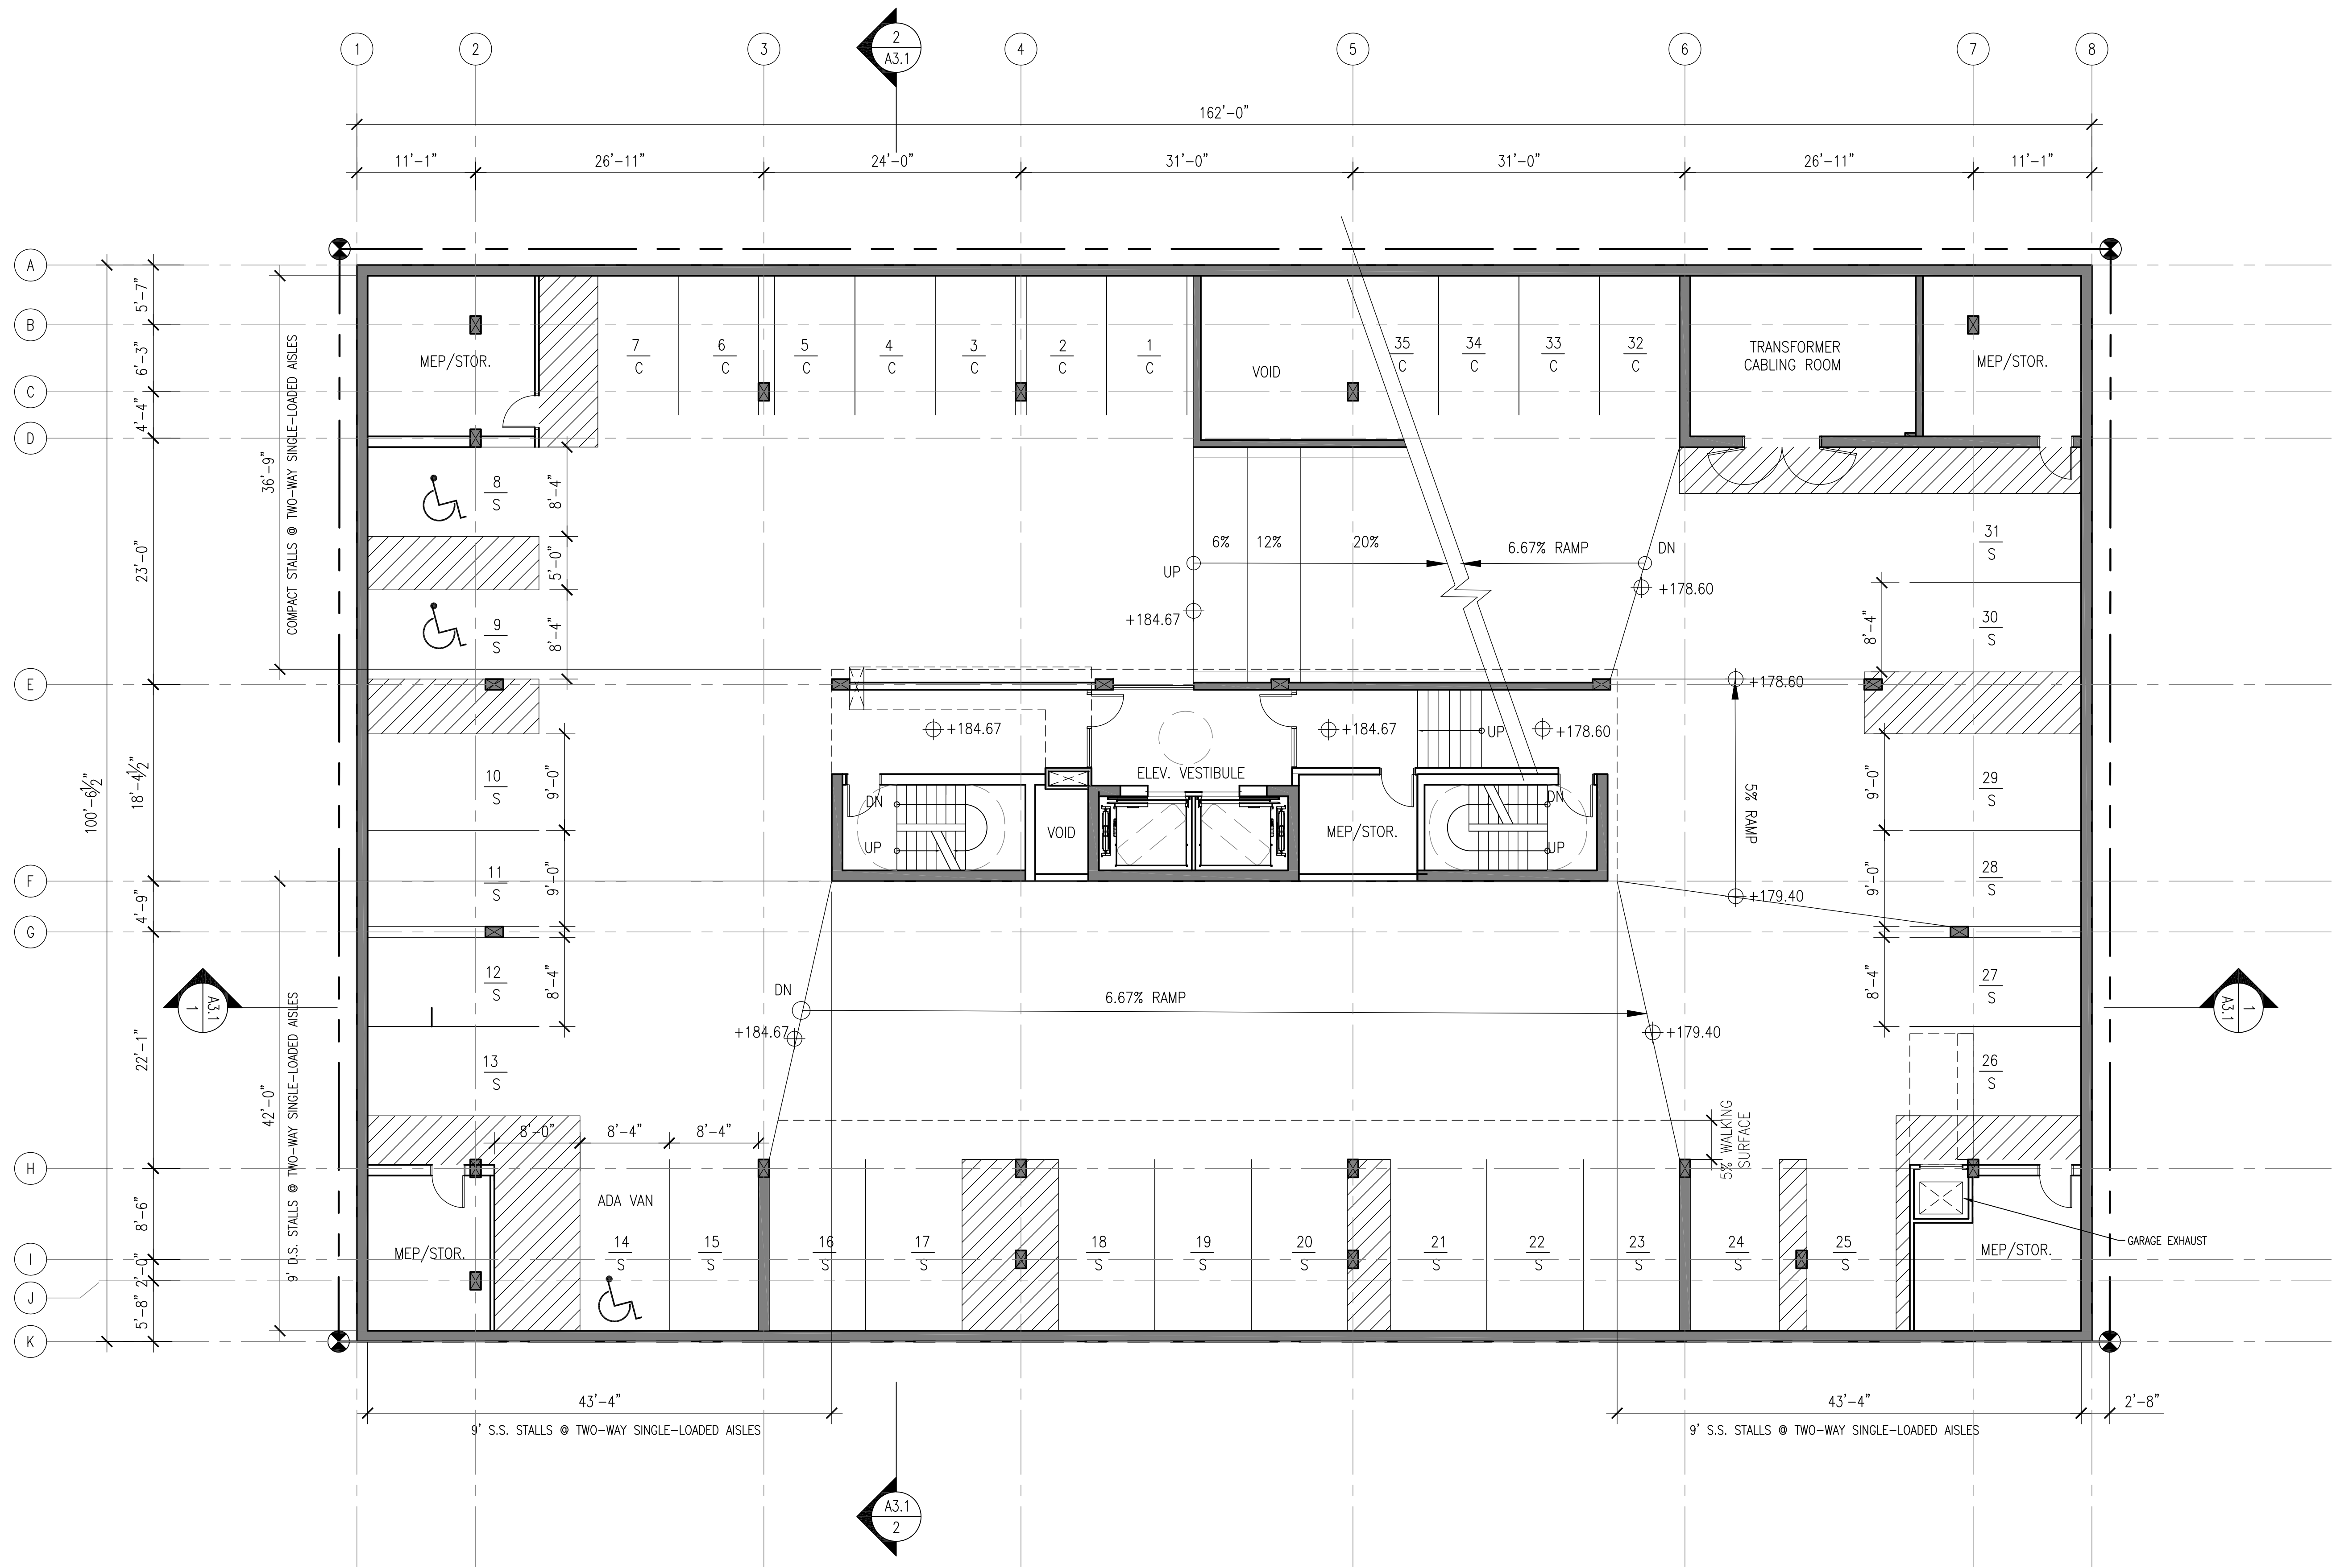 1 2 3 4 5 6 7 8
2
A3.1
162'-0"
11'-1" 26'-11" 24'-0" 31'-0" 31'-0" 26'-11" 11'-1"
A
B
C
D
E
F
G
H
I
J
K
100'-6½"
5'-7"
6'-3"
4'-4"
23'-0"
18'-4½"
4'-9"
22'-1"
8'-6"
2'-0"
5'-8"
36'-9"
COMPACT STALLS @ TWO-WAY SINGLE-LOADED AISLES
42'-0"
9' D.S. STALLS @ TWO-WAY SINGLE-LOADED AISLES
A3.1
1
MEP/STOR.
7
C
6
C
5
C
4
C
3
C
2
C
1
C
VOID
35
C
34
C
33
C
32
C
TRANSFORMER
CABLING ROOM
MEP/STOR.
8
S
8'-4"
5'-0"
9
S
8'-4"
10
S
9'-0"
11
S
9'-0"
12
S
8'-4"
13
S
6% 12% 20%
6.67% RAMP
UP
DN
+184.67
+178.60
31
S
30
S
8'-4"
+178.60
5% RAMP
+179.40
29
S
9'-0"
28
S
9'-0"
27
S
8'-4"
26
S
+184.67
+184.67
UP
+178.60
ELEV. VESTIBULE
DN
UP
VOID
MEP/STOR.
DN
UP
DN
6.67% RAMP
+184.67
+179.40
5% WALKING
SURFACE
8'-0" 8'-4" 8'-4"
ADA VAN
MEP/STOR.
14
S
15
S
16
S
17
S
18
S
19
S
20
S
21
S
22
S
23
S
24
S
25
S
MEP/STOR.
GARAGE EXHAUST
1
A3.1
43'-4"
9' S.S. STALLS @ TWO-WAY SINGLE-LOADED AISLES
43'-4"
9' S.S. STALLS @ TWO-WAY SINGLE-LOADED AISLES
2'-8"
A3.1
2